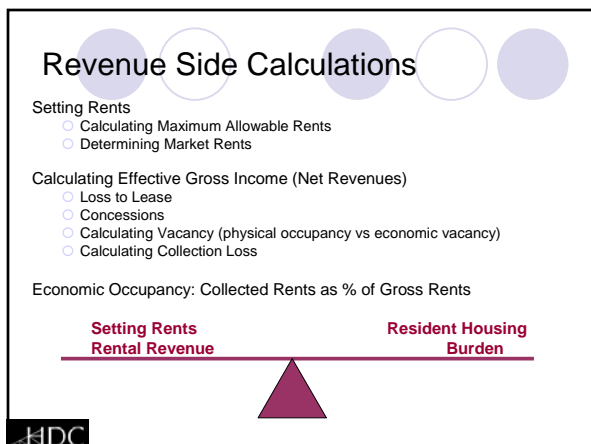 Revenue Side Calculations
Setting Rents
Calculating Maximum Allowable Rents
Determining Market Rents
Calculating Effective Gross Income (Net Revenues)
Loss to Lease
Concessions
Calculating Vacancy (physical occupancy vs economic vacancy)
Calculating Collection Loss
Economic Occupancy: Collected Rents as % of Gross Rents
Setting Rents
Rental Revenue
Resident Housing
Burden
HDC